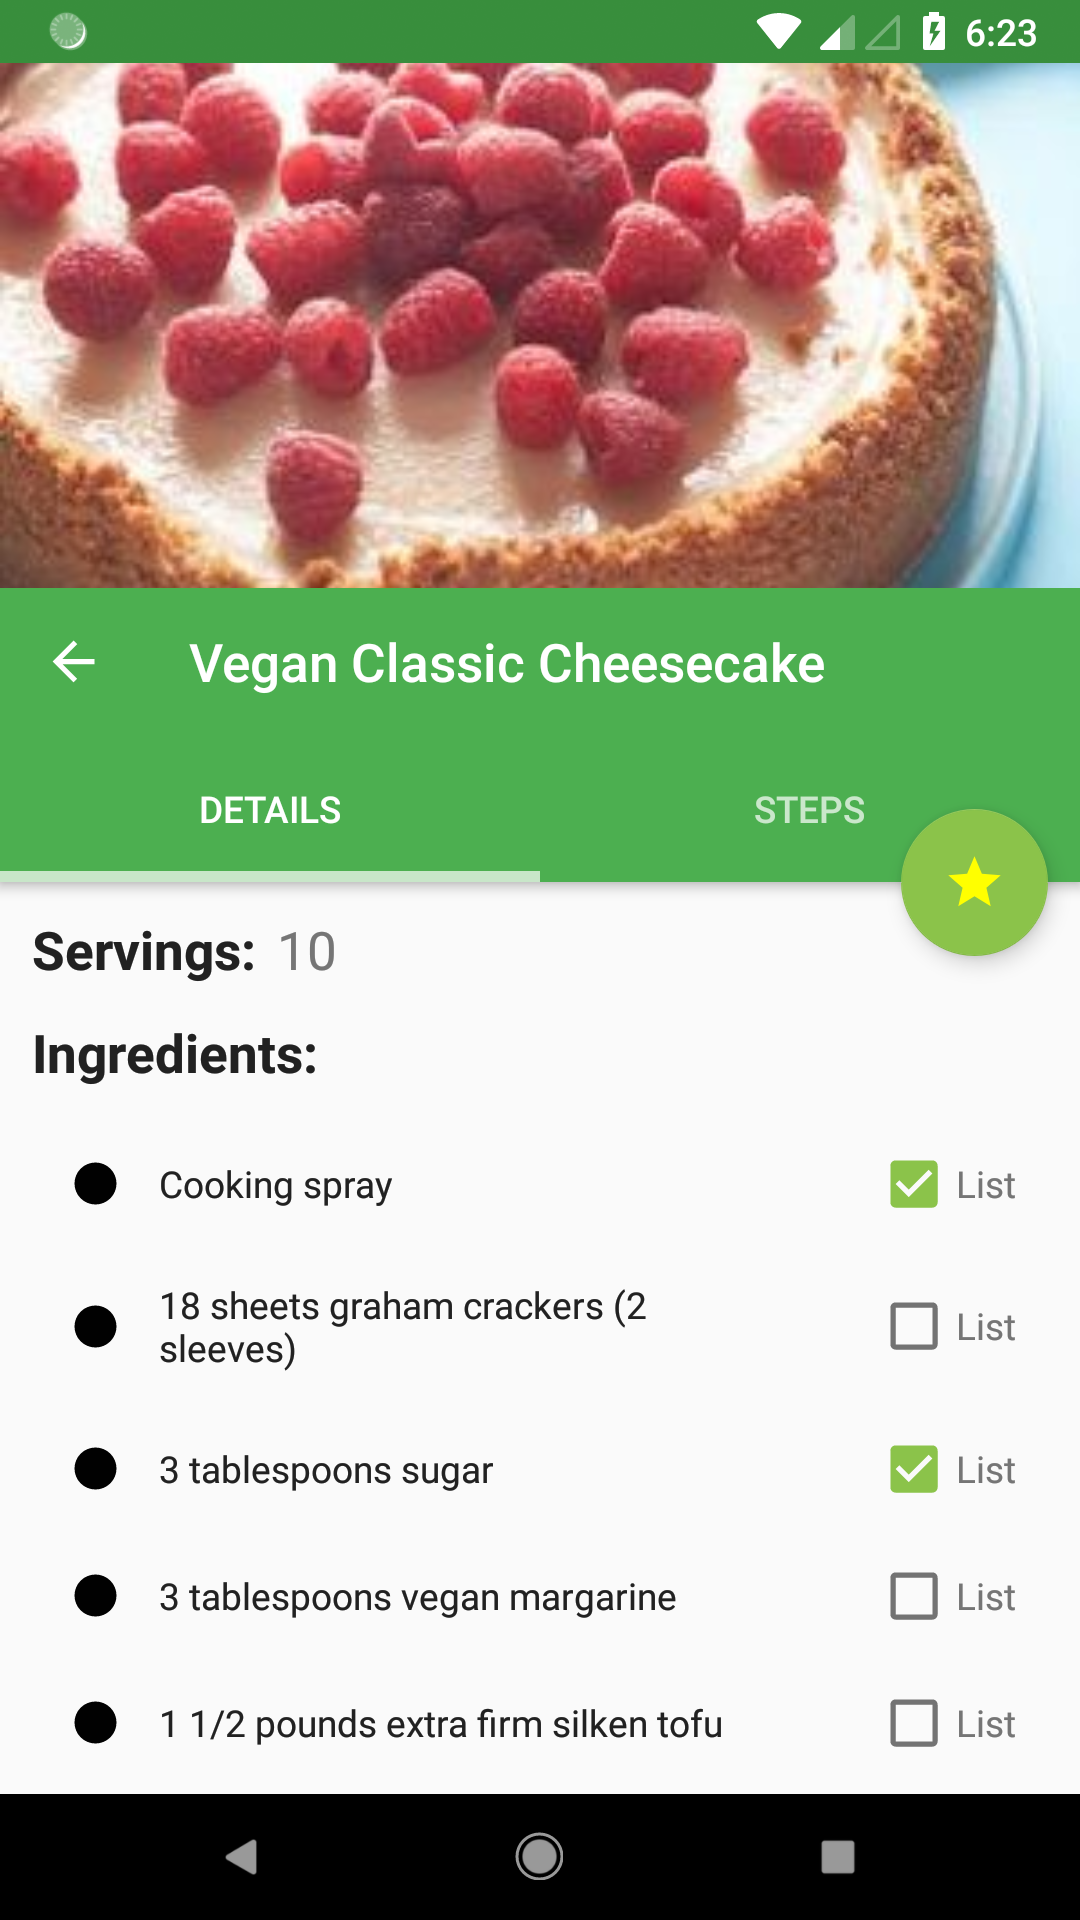 6:23
Vegan Classic Cheesecake
DETAILS STEPS
Servings: 10
Ingredients:
Cooking spray List
18 sheets graham crackers (2
sleeves) List
3 tablespoons sugar List
3 tablespoons vegan margarine List
1 1/2 pounds extra firm silken tofu List